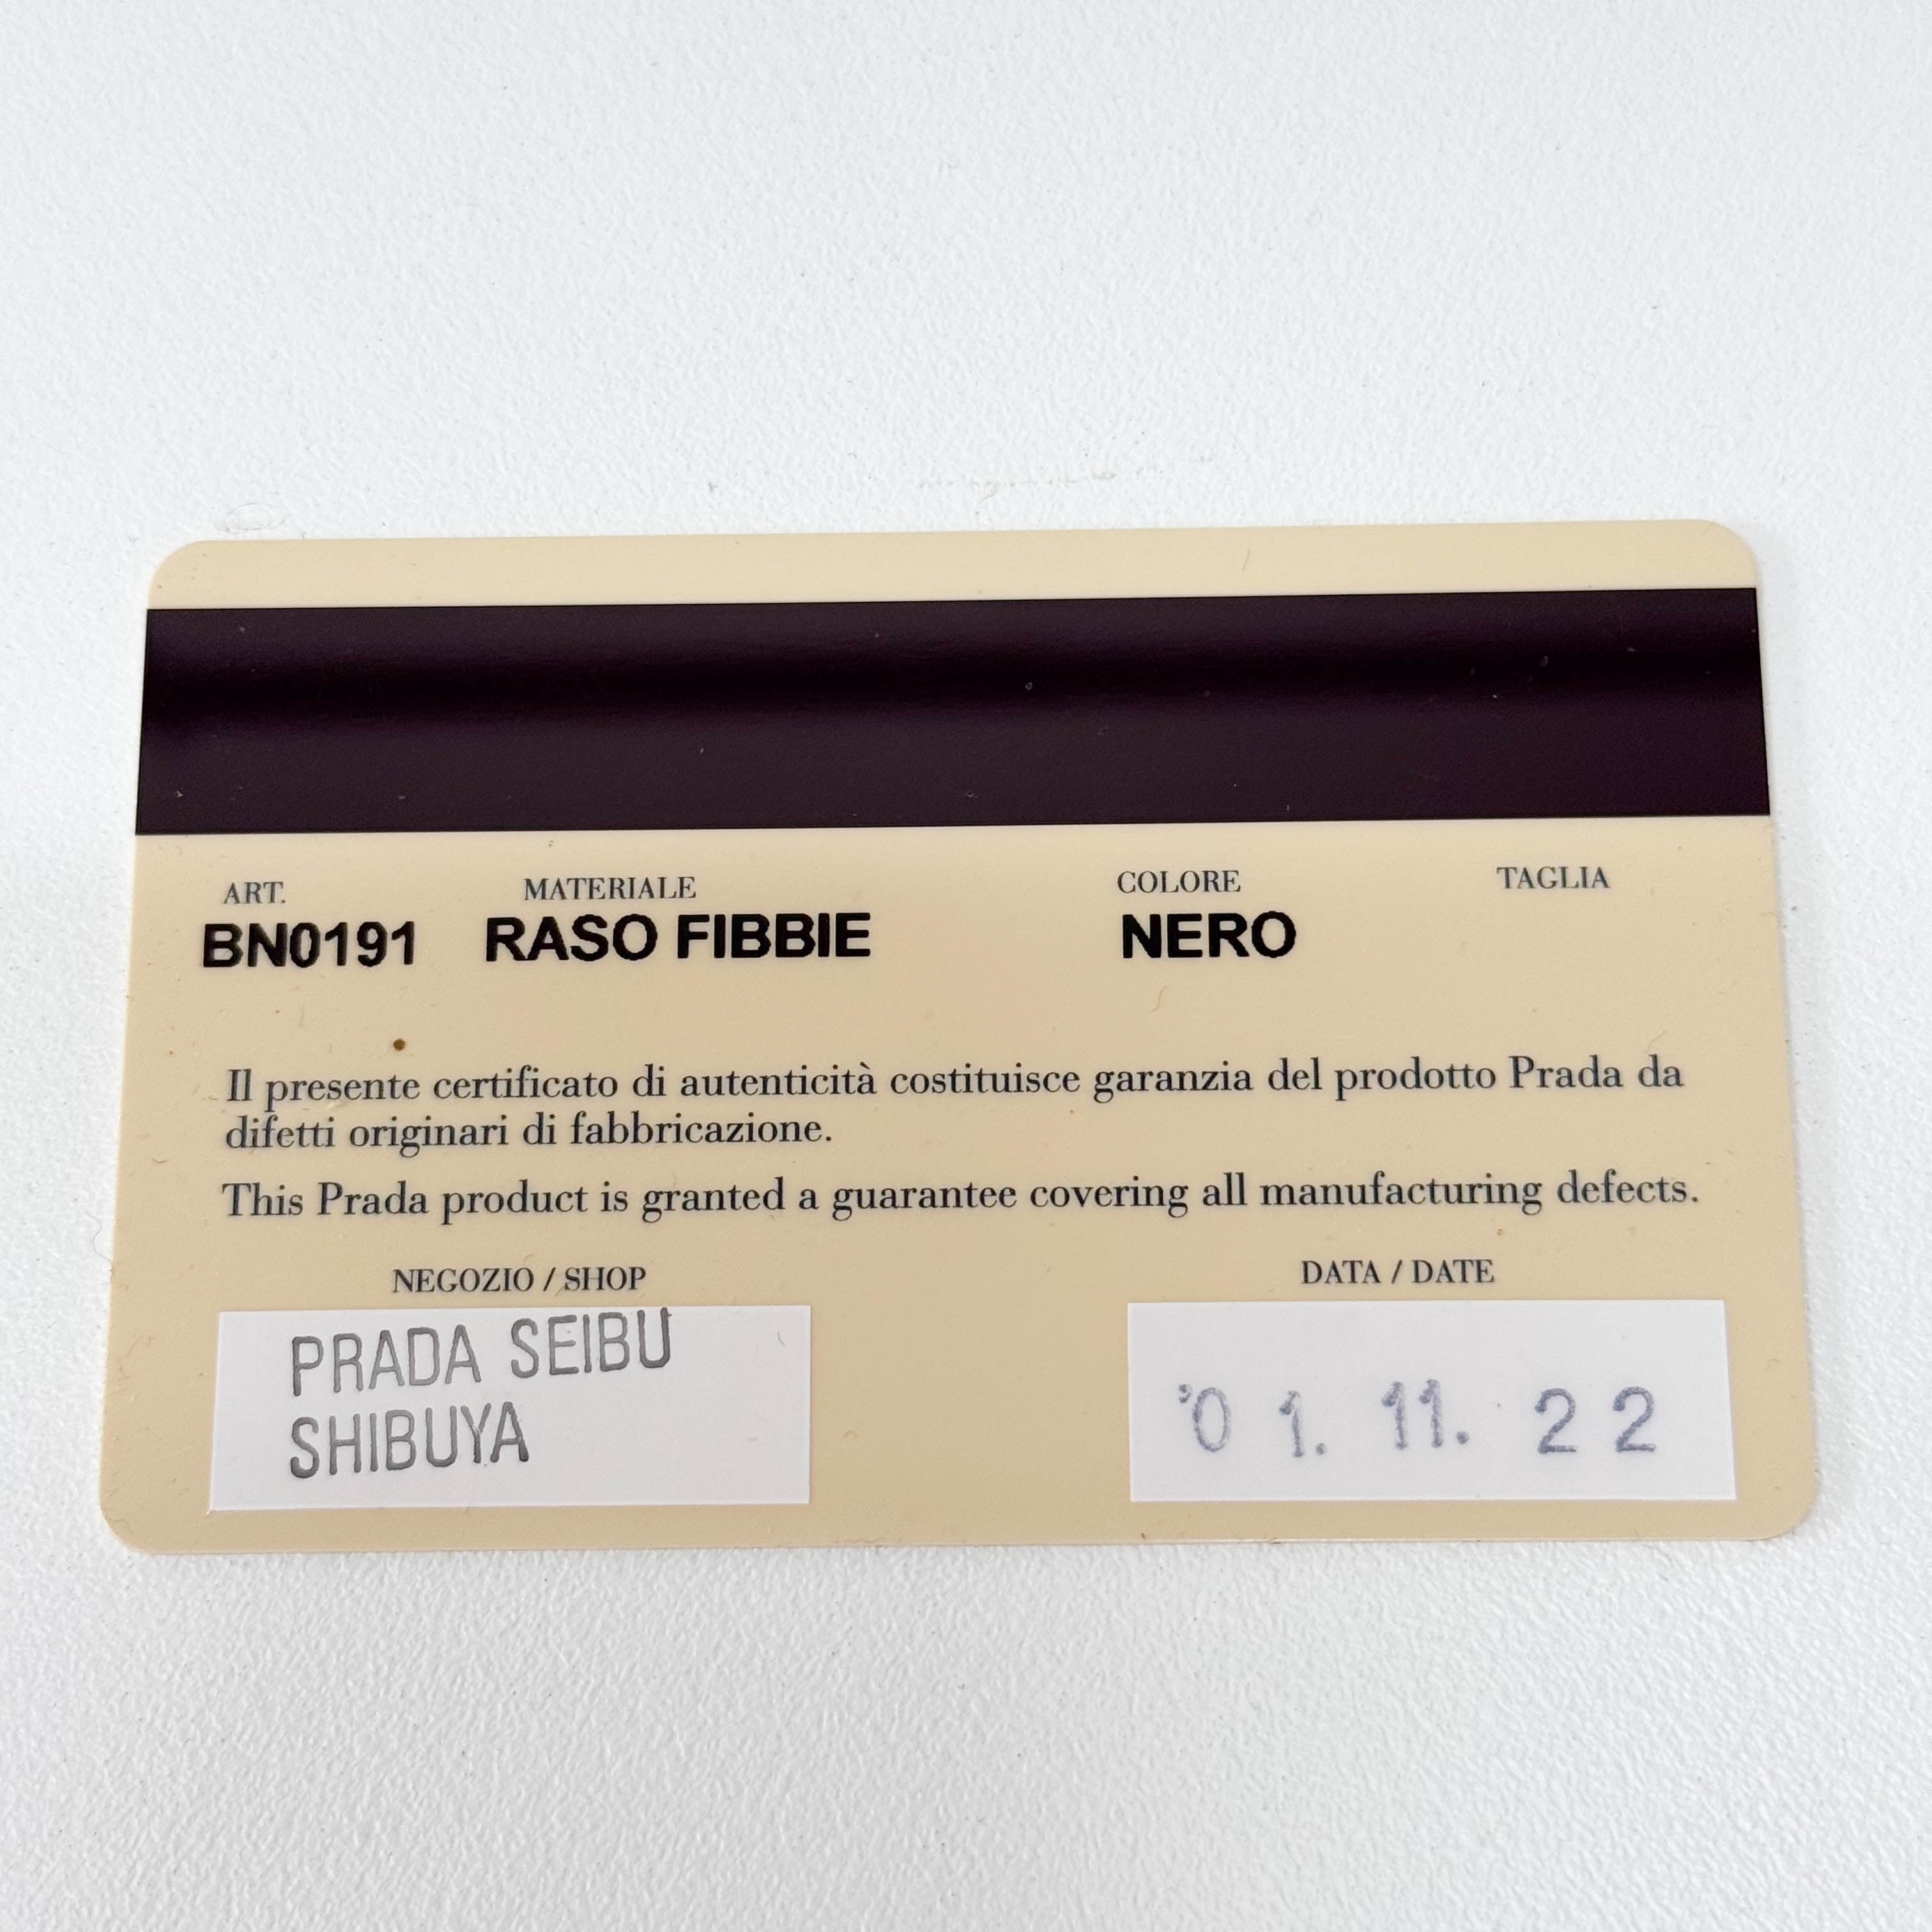 ART. MATERIALE COLORE TAGLIA
BN0191 RASO FIBBIE NERO
Il presente certificato di autenticità costituisce garanzia del prodotto Prada da
difetti originari di fabbricazione.
This Prada product is granted a guarantee covering all manufacturing defects.
NEGOZIO / SHOP DATA / DATE
PRADA SEIBU
SHIBUYA
'01. 11. 22